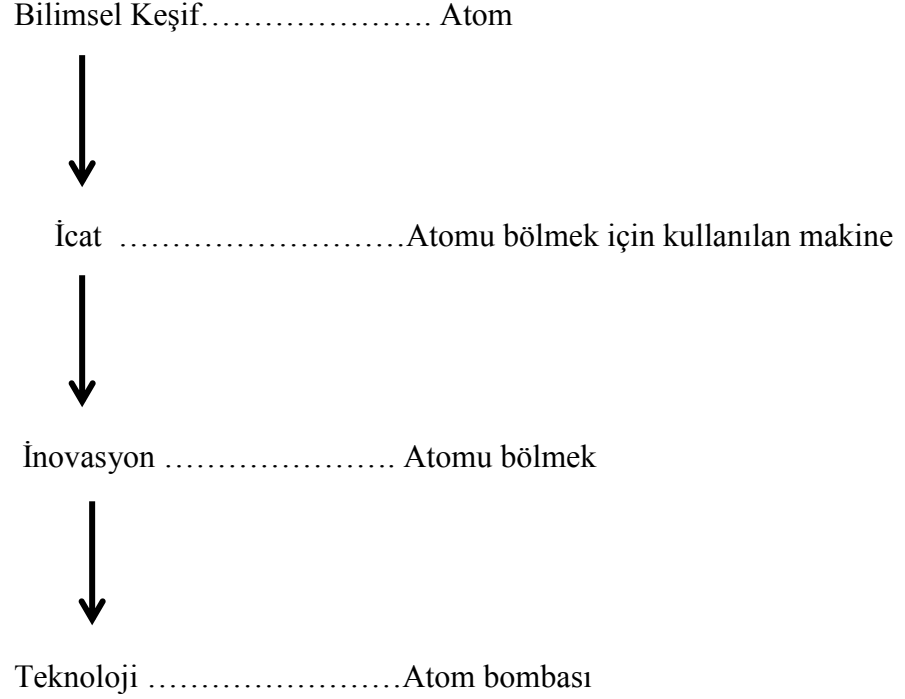 Bilimsel Keşif…………………. Atom
İcat ………………………Atomu bölmek için kullanılan makine
İnovasyon …………………. Atomu bölmek
Teknoloji ……………………Atom bombası